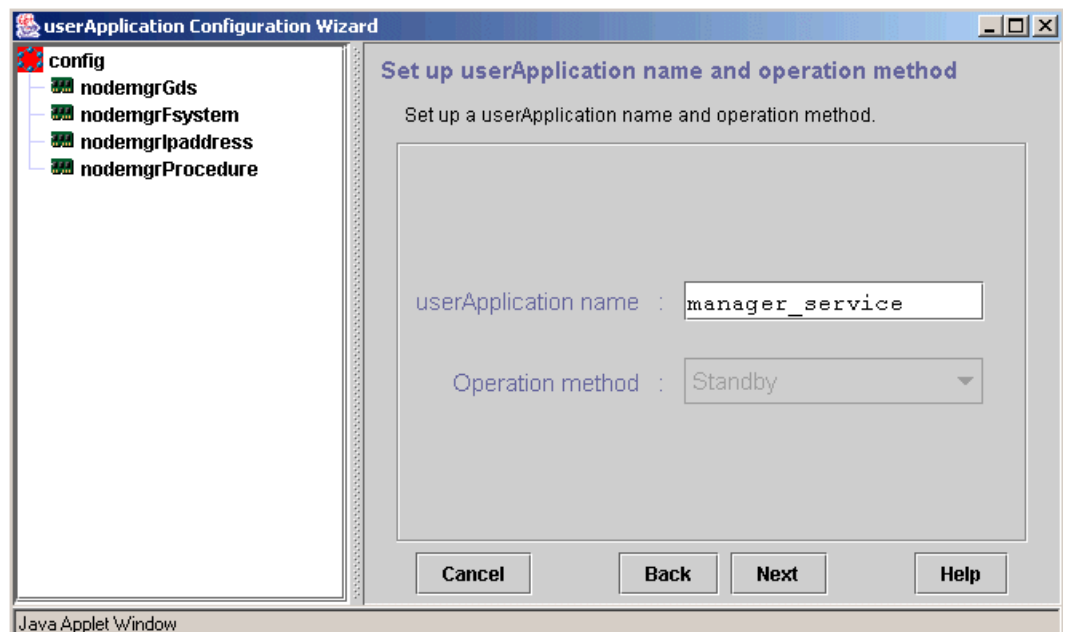 userApplication Configuration Wizard
config
nodemgrGds
nodemgrFsystem
nodemgrIpaddress
nodemgrProcedure
Set up userApplication name and operation method
Set up a userApplication name and operation method.
userApplication name : manager_service
Operation method : Standby
Cancel Back Next Help
Java Applet Window